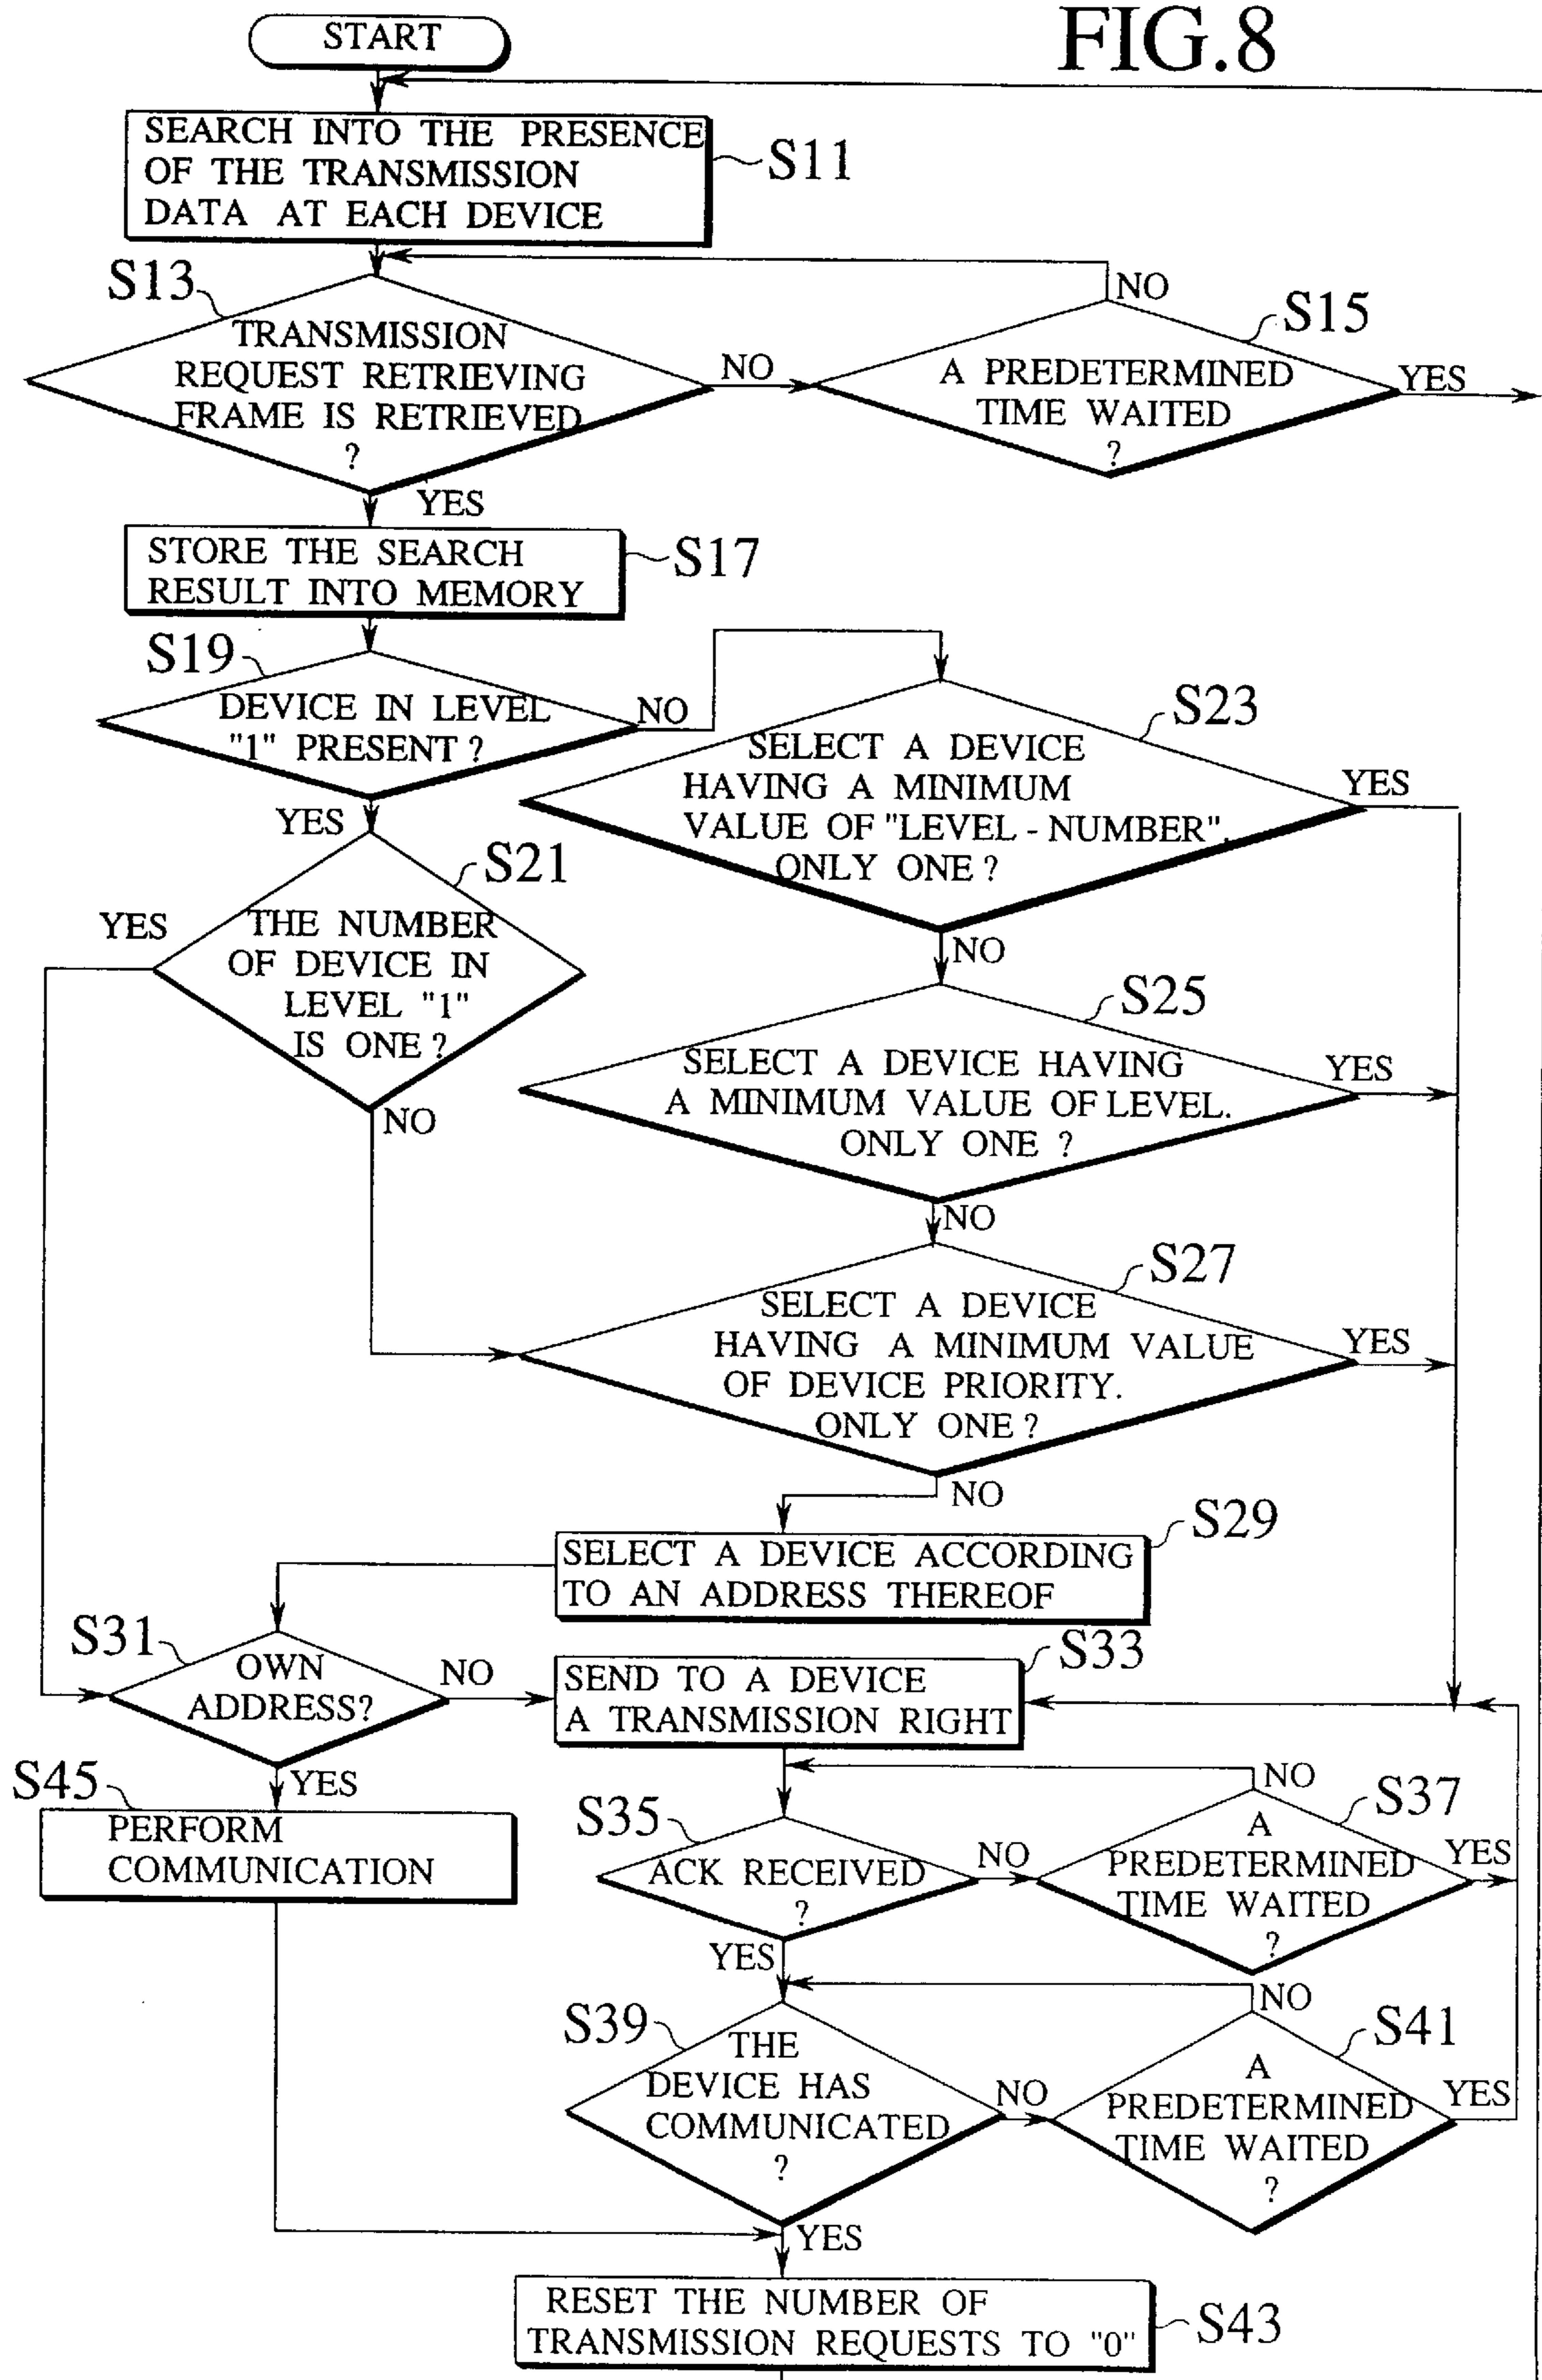 FIG.8
START
SEARCH INTO THE PRESENCE
OF THE TRANSMISSION
DATA AT EACH DEVICE
S11
S13
TRANSMISSION
REQUEST RETRIEVING
FRAME IS RETRIEVED
?
NO
YES
S15
NO
A PREDETERMINED
TIME WAITED
?
YES
STORE THE SEARCH
RESULT INTO MEMORY
S17
S19
DEVICE IN LEVEL
"1" PRESENT ?
NO
YES
S23
SELECT A DEVICE
HAVING A MINIMUM
VALUE OF "LEVEL - NUMBER".
ONLY ONE ?
YES
NO
S21
YES
THE NUMBER
OF DEVICE IN
LEVEL "1"
IS ONE ?
NO
S25
SELECT A DEVICE HAVING
A MINIMUM VALUE OF LEVEL.
ONLY ONE ?
YES
NO
S27
SELECT A DEVICE
HAVING A MINIMUM VALUE
OF DEVICE PRIORITY.
ONLY ONE ?
YES
NO
S29
SELECT A DEVICE ACCORDING
TO AN ADDRESS THEREOF
S31
OWN
ADDRESS?
NO
YES
S33
SEND TO A DEVICE
A TRANSMISSION RIGHT
S45
PERFORM
COMMUNICATION
S35
ACK RECEIVED
?
NO
YES
S37
NO
A
PREDETERMINED
TIME WAITED
?
YES
S39
THE
DEVICE HAS
COMMUNICATED
?
NO
YES
S41
NO
A
PREDETERMINED
TIME WAITED
?
YES
RESET THE NUMBER OF
TRANSMISSION REQUESTS TO "0"
S43